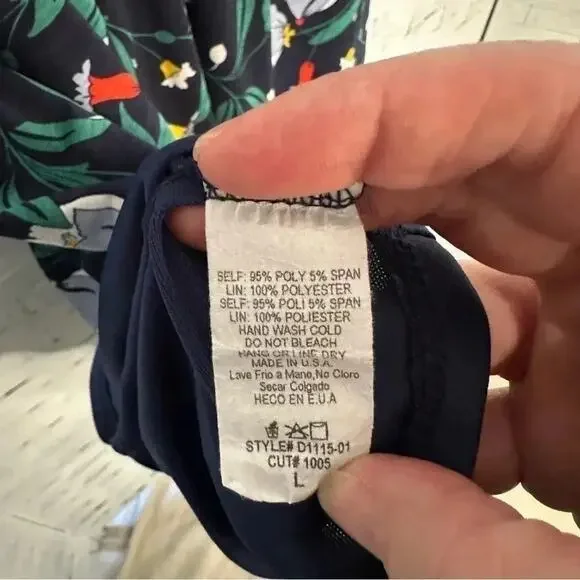 SELF: 95% POLY 5% SPAN
LIN: 100% POLYESTER
SELF: 95% POLI 5% SPAN
LIN: 100% POLIESTER
HAND WASH COLD
DO NOT BLEACH
HANG OR LINE DRY
MADE IN U.S.A.
Lave Frio a Mano,No Cloro
Secar Colgado
HECO EN E.U.A
STYLE# D1115-01
CUT# 1005
L